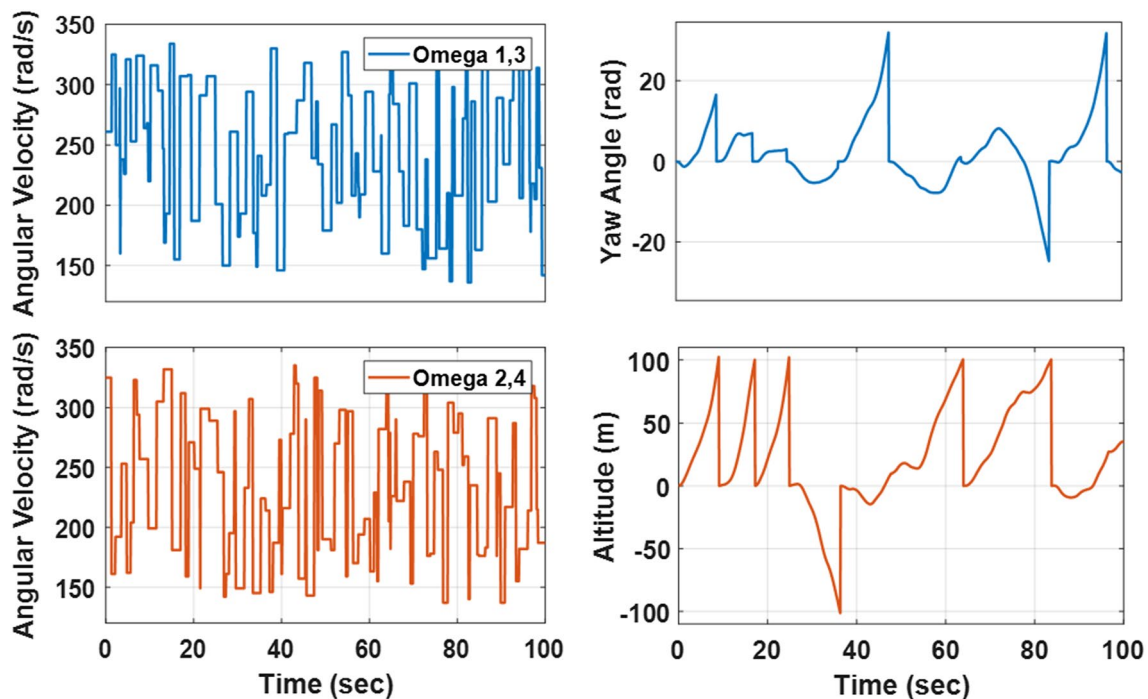 Angular Velocity (rad/s)
350
300
250
200
150
Omega 1,3
Yaw Angle (rad)
20
0
-20
Angular Velocity (rad/s)
350
300
250
200
150
Omega 2,4
0 20 40 60 80 100
Time (sec)
Altitude (m)
100
50
0
-50
-100
0 20 40 60 80 100
Time (sec)